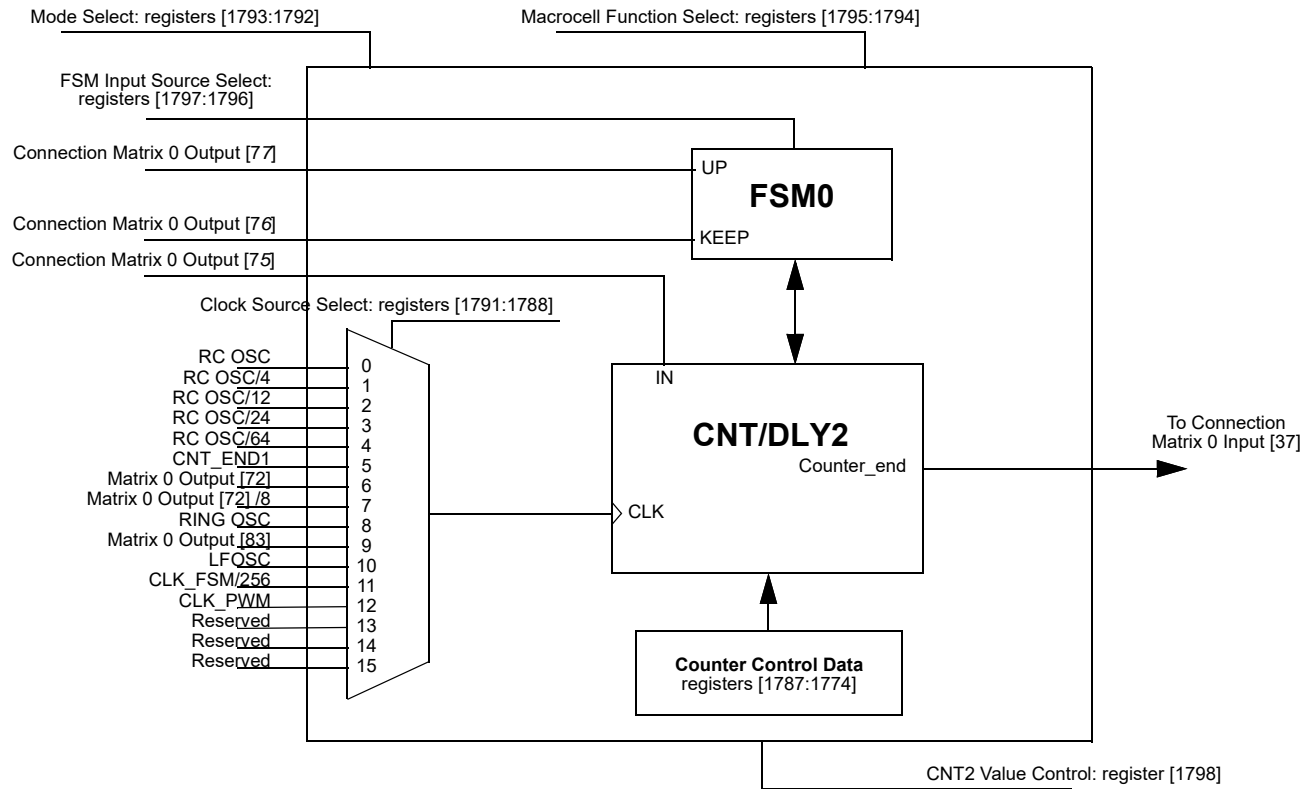 Mode Select: registers [1793:1792]
Macrocell Function Select: registers [1795:1794]
FSM Input Source Select:
registers [1797:1796]
Connection Matrix 0 Output [77]
UP
FSM0
Connection Matrix 0 Output [76]
KEEP
Connection Matrix 0 Output [75]
Clock Source Select: registers [1791:1788]
RC OSC
0
RC OSC/4
1
RC OSC/12
2
RC OSC/24
3
RC OSC/64
4
CNT_END1
5
Matrix 0 Output [72]
6
Matrix 0 Output [72] /8
7
RING OSC
8
Matrix 0 Output [83]
9
LFOSC
10
CLK_FSM/256
11
CLK_PWM
12
Reserved
13
Reserved
14
Reserved
15
IN
CNT/DLY2
Counter_end
CLK
To Connection
Matrix 0 Input [37]
Counter Control Data
registers [1787:1774]
CNT2 Value Control: register [1798]